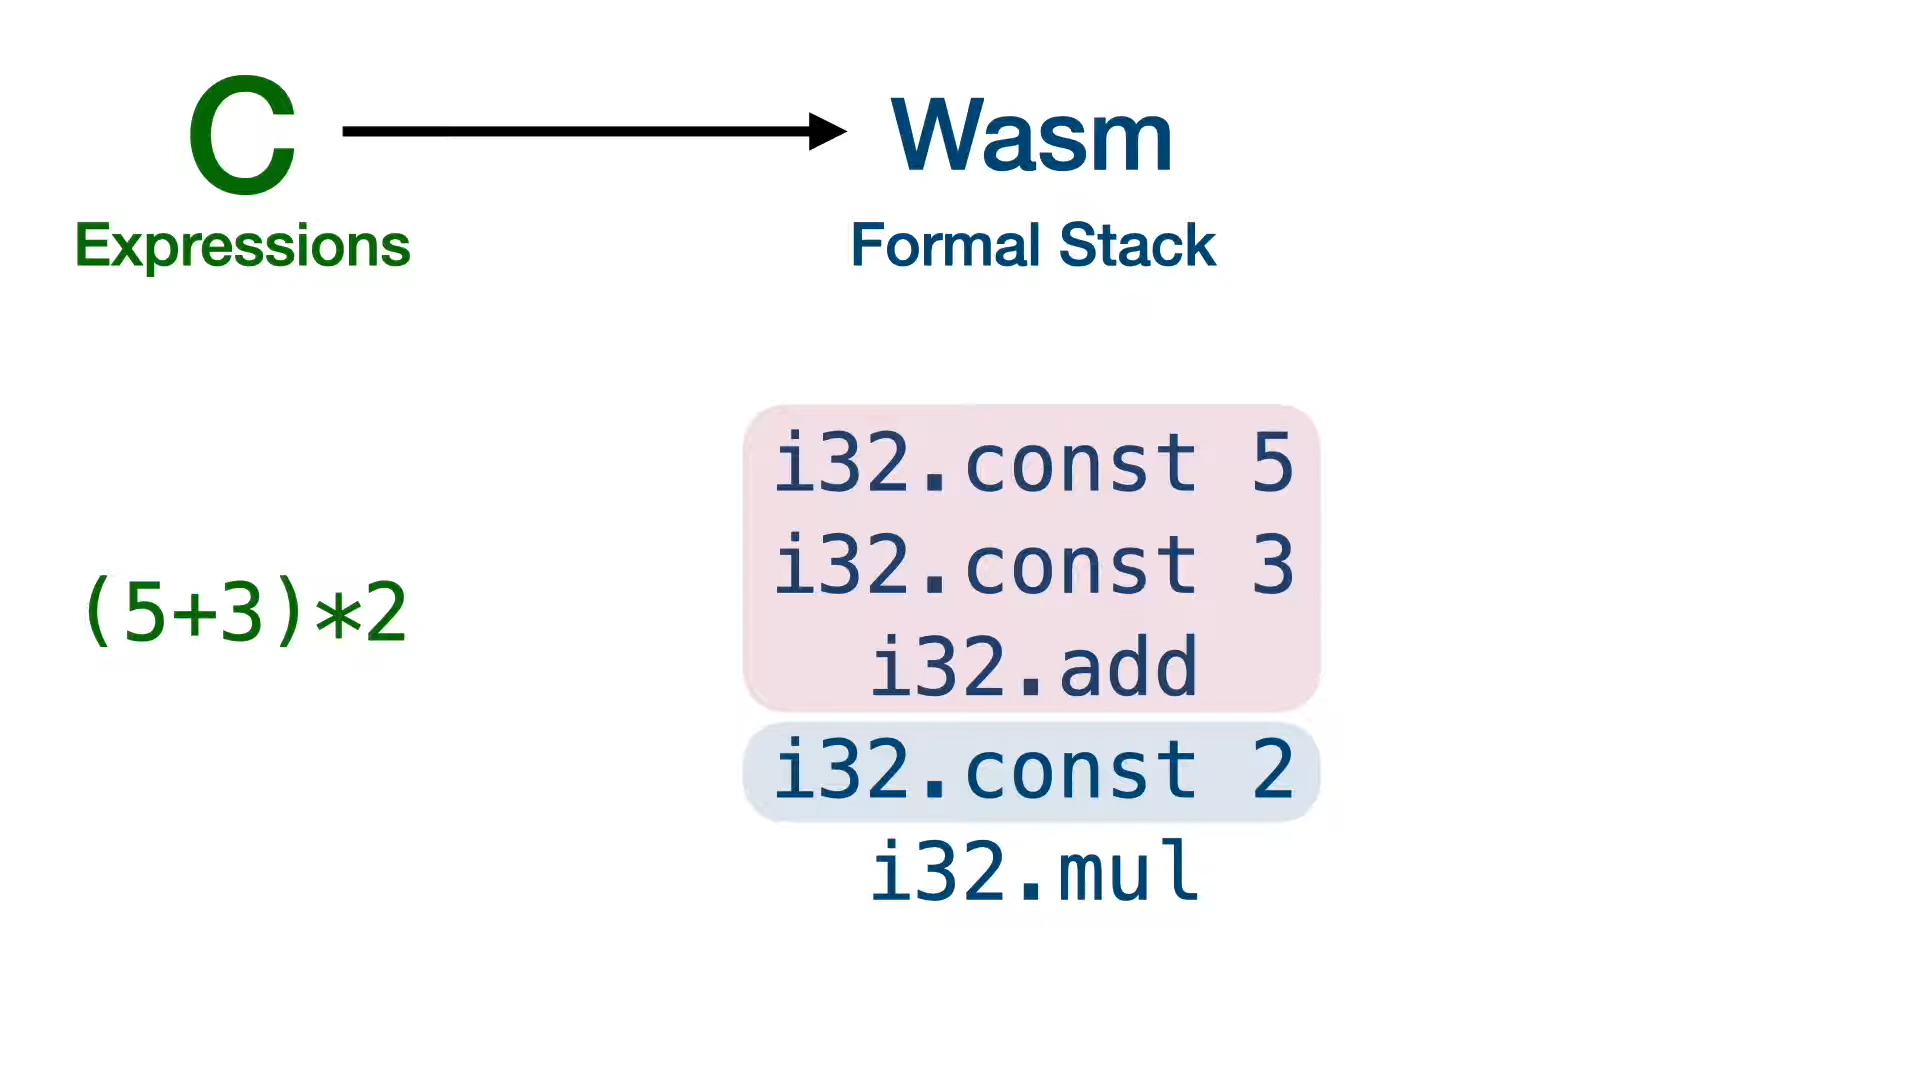 C
Wasm
Expressions
Formal Stack
(5+3)*2
i32.const 5
i32.const 3
i32.add
i32.const 2
i32.mul